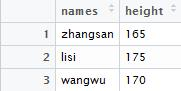 names height
1 zhangsan 165
2 lisi 175
3 wangwu 170